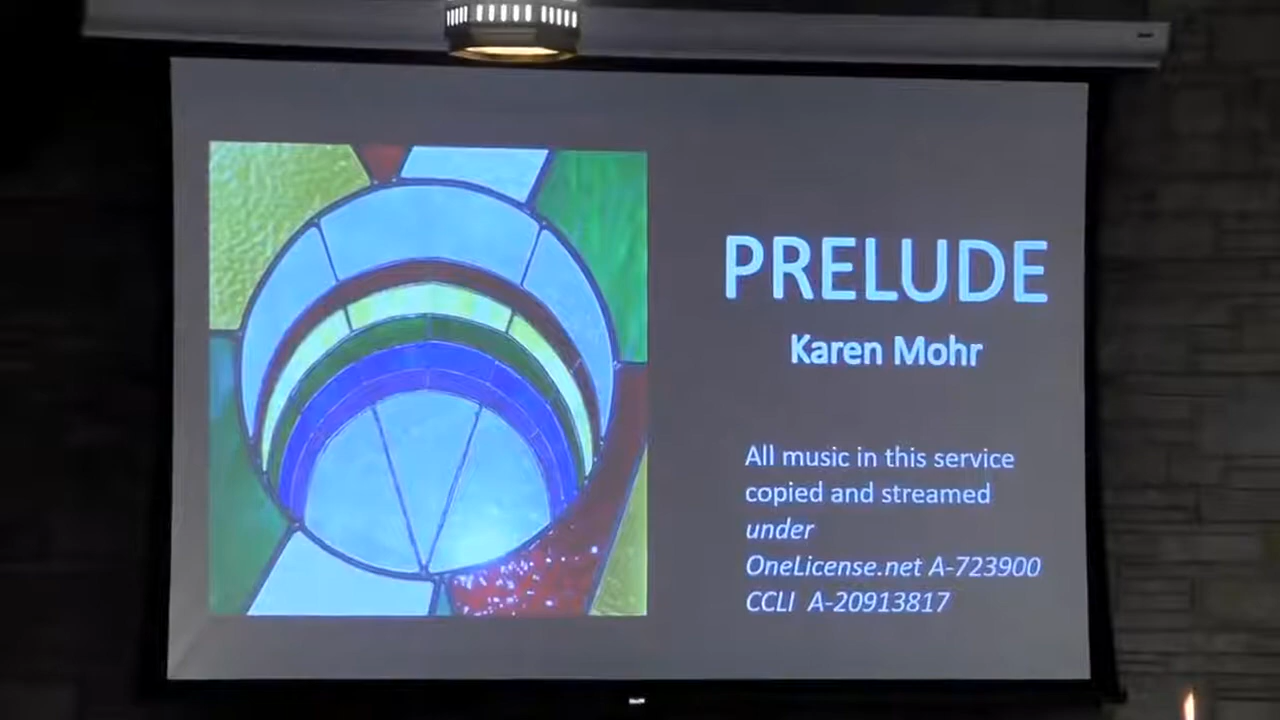 PRELUDE
Karen Mohr
All music in this service
copied and streamed
under
OneLicense.net A-723900
CCLI A-20913817